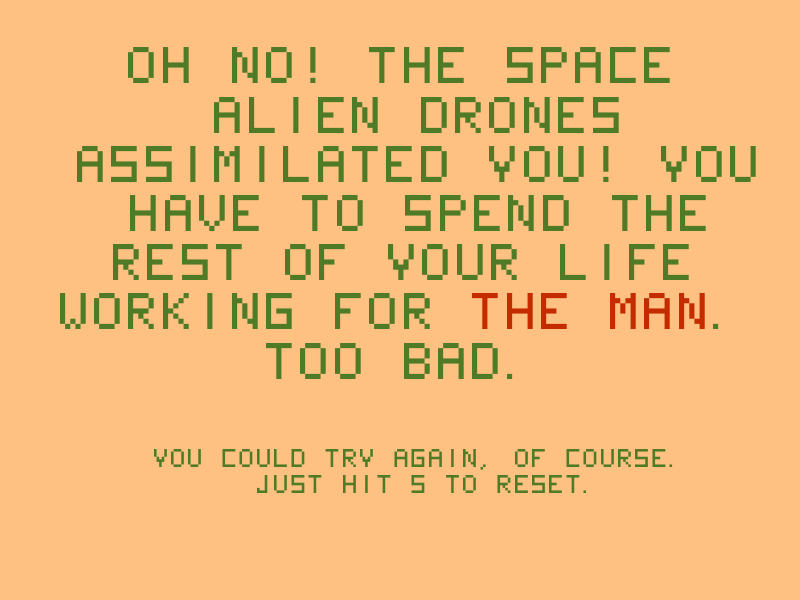 OH NO! THE SPACE
ALIEN DRONES
ASSIMILATED YOU! YOU
HAVE TO SPEND THE
REST OF YOUR LIFE
WORKING FOR THE MAN.
TOO BAD.
YOU COULD TRY AGAIN, OF COURSE.
JUST HIT S TO RESET.